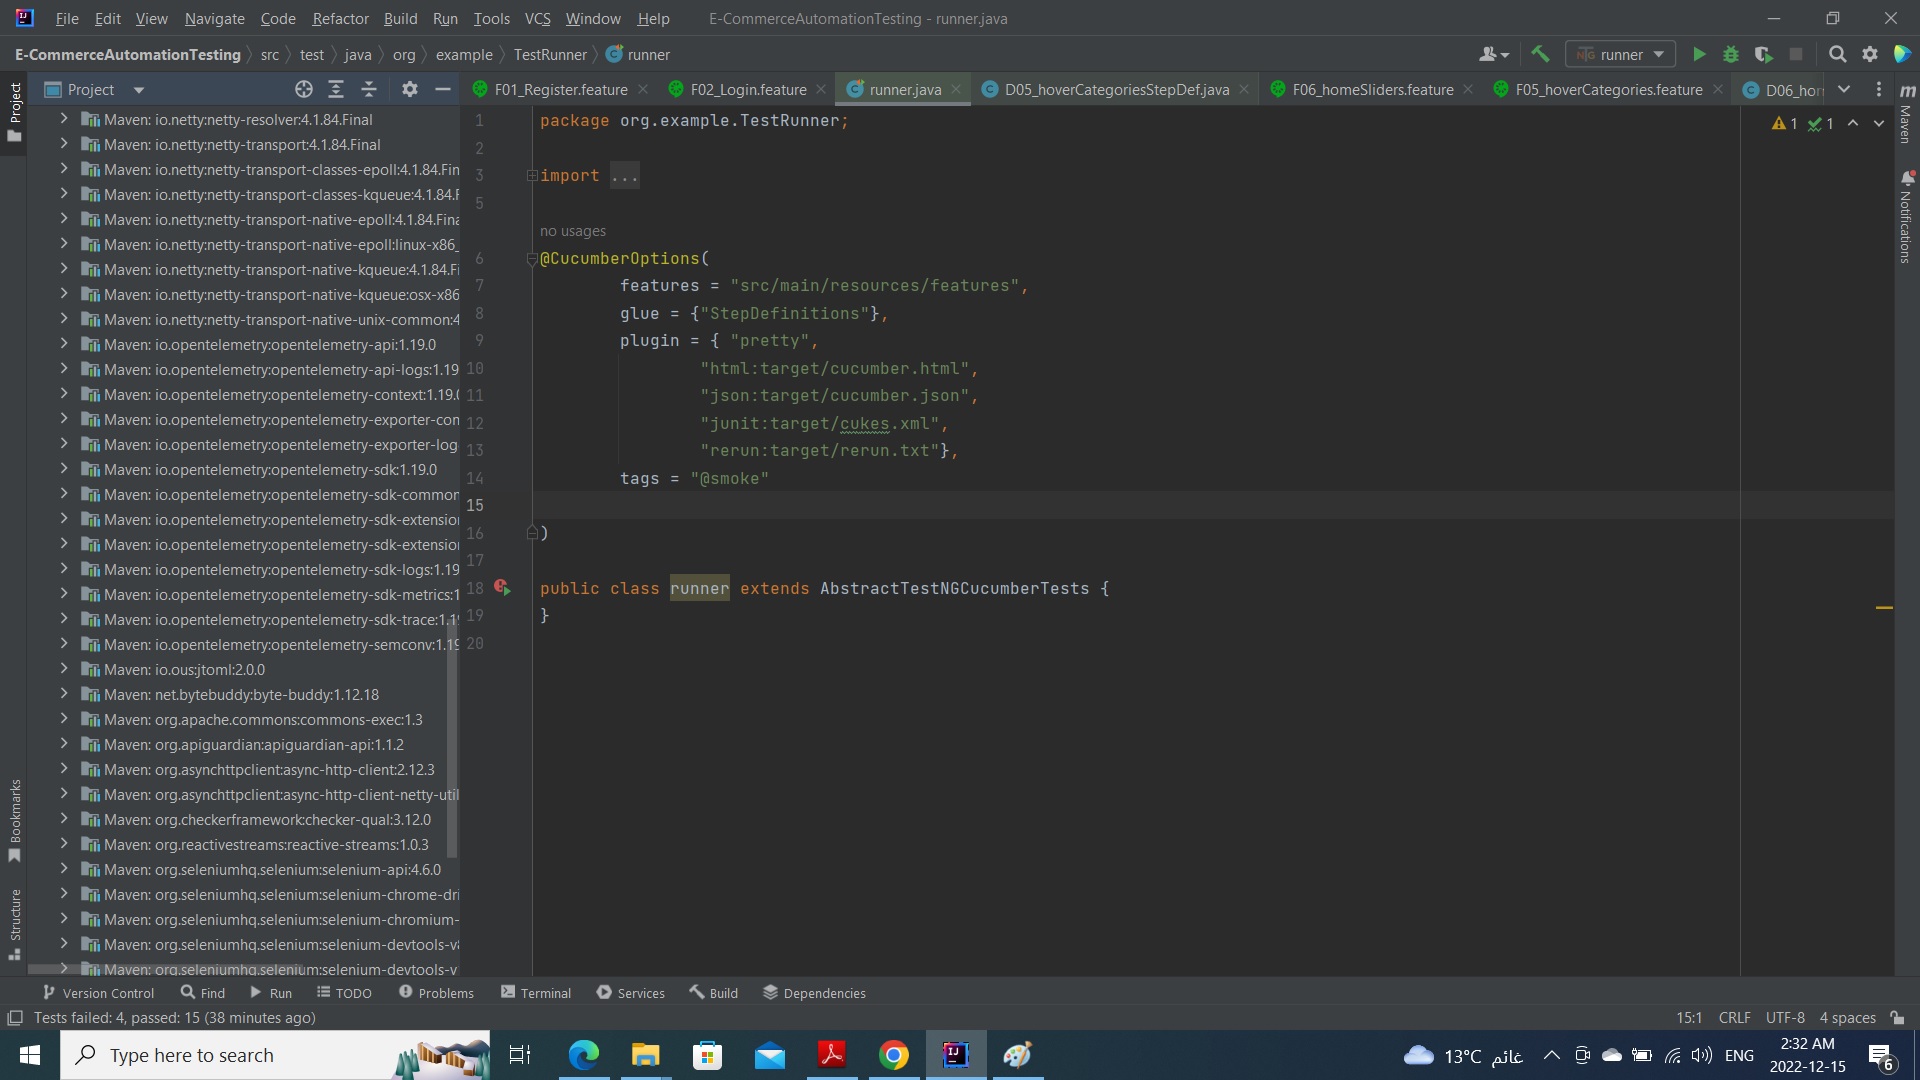 File Edit View Navigate Code Refactor Build Run Tools VCS Window Help E-CommerceAutomationTesting - runner.java
E-CommerceAutomationTesting src test java org example TestRunner runner
runner
Project
F01_Register.feature F02_Login.feature runner.java D05_hoverCategoriesStepDef.java F06_homeSliders.feature F05_hoverCategories.feature D06_hom
Project
Maven: io.netty:netty-resolver:4.1.84.Final
Maven: io.netty:netty-transport:4.1.84.Final
Maven: io.netty:netty-transport-classes-epoll:4.1.84.Fin
Maven: io.netty:netty-transport-classes-kqueue:4.1.84.F
Maven: io.netty:netty-transport-native-epoll:4.1.84.Fina
Maven: io.netty:netty-transport-native-epoll:linux-x86_
Maven: io.netty:netty-transport-native-kqueue:4.1.84.Fi
Maven: io.netty:netty-transport-native-kqueue:osx-x86
Maven: io.netty:netty-transport-native-unix-common:4
Maven: io.opentelemetry:opentelemetry-api:1.19.0
Maven: io.opentelemetry:opentelemetry-api-logs:1.19
Maven: io.opentelemetry:opentelemetry-context:1.19.0
Maven: io.opentelemetry:opentelemetry-exporter-con
Maven: io.opentelemetry:opentelemetry-exporter-log
Maven: io.opentelemetry:opentelemetry-sdk:1.19.0
Maven: io.opentelemetry:opentelemetry-sdk-common
Maven: io.opentelemetry:opentelemetry-sdk-extension
Maven: io.opentelemetry:opentelemetry-sdk-extension
Maven: io.opentelemetry:opentelemetry-sdk-logs:1.19
Maven: io.opentelemetry:opentelemetry-sdk-metrics:1
Maven: io.opentelemetry:opentelemetry-sdk-trace:1.19
Maven: io.opentelemetry:opentelemetry-semconv:1.19
Maven: io.ous:jtoml:2.0.0
Maven: net.bytebuddy:byte-buddy:1.12.18
Maven: org.apache.commons:commons-exec:1.3
Maven: org.apiguardian:apiguardian-api:1.1.2
Maven: org.asynchttpclient:async-http-client:2.12.3
Maven: org.asynchttpclient:async-http-client-netty-util
Maven: org.checkerframework:checker-qual:3.12.0
Maven: org.reactivestreams:reactive-streams:1.0.3
Maven: org.seleniumhq.selenium:selenium-api:4.6.0
Maven: org.seleniumhq.selenium:selenium-chrome-dri
Maven: org.seleniumhq.selenium:selenium-chromium-
Maven: org.seleniumhq.selenium:selenium-devtools-v8
Maven: org.seleniumhq.selenium:selenium-devtools-v
Bookmarks
Structure
1 package org.example.TestRunner;
2
3 import ...
5
no usages
6 @CucumberOptions(
7 features = "src/main/resources/features",
8 glue = {"StepDefinitions"},
9 plugin = { "pretty",
10 "html:target/cucumber.html",
11 "json:target/cucumber.json",
12 "junit:target/cukes.xml",
13 "rerun:target/rerun.txt"},
14 tags = "@smoke"
15
16 )
17
18 public class runner extends AbstractTestNGCucumberTests {
19 }
20
1 1
m Maven
Notifications
Version Control Find Run TODO Problems Terminal Services Build Dependencies
Tests failed: 4, passed: 15 (38 minutes ago) 15:1 CRLF UTF-8 4 spaces
Type here to search
13°C غائم ENG
2:32 AM
2022-12-15
6